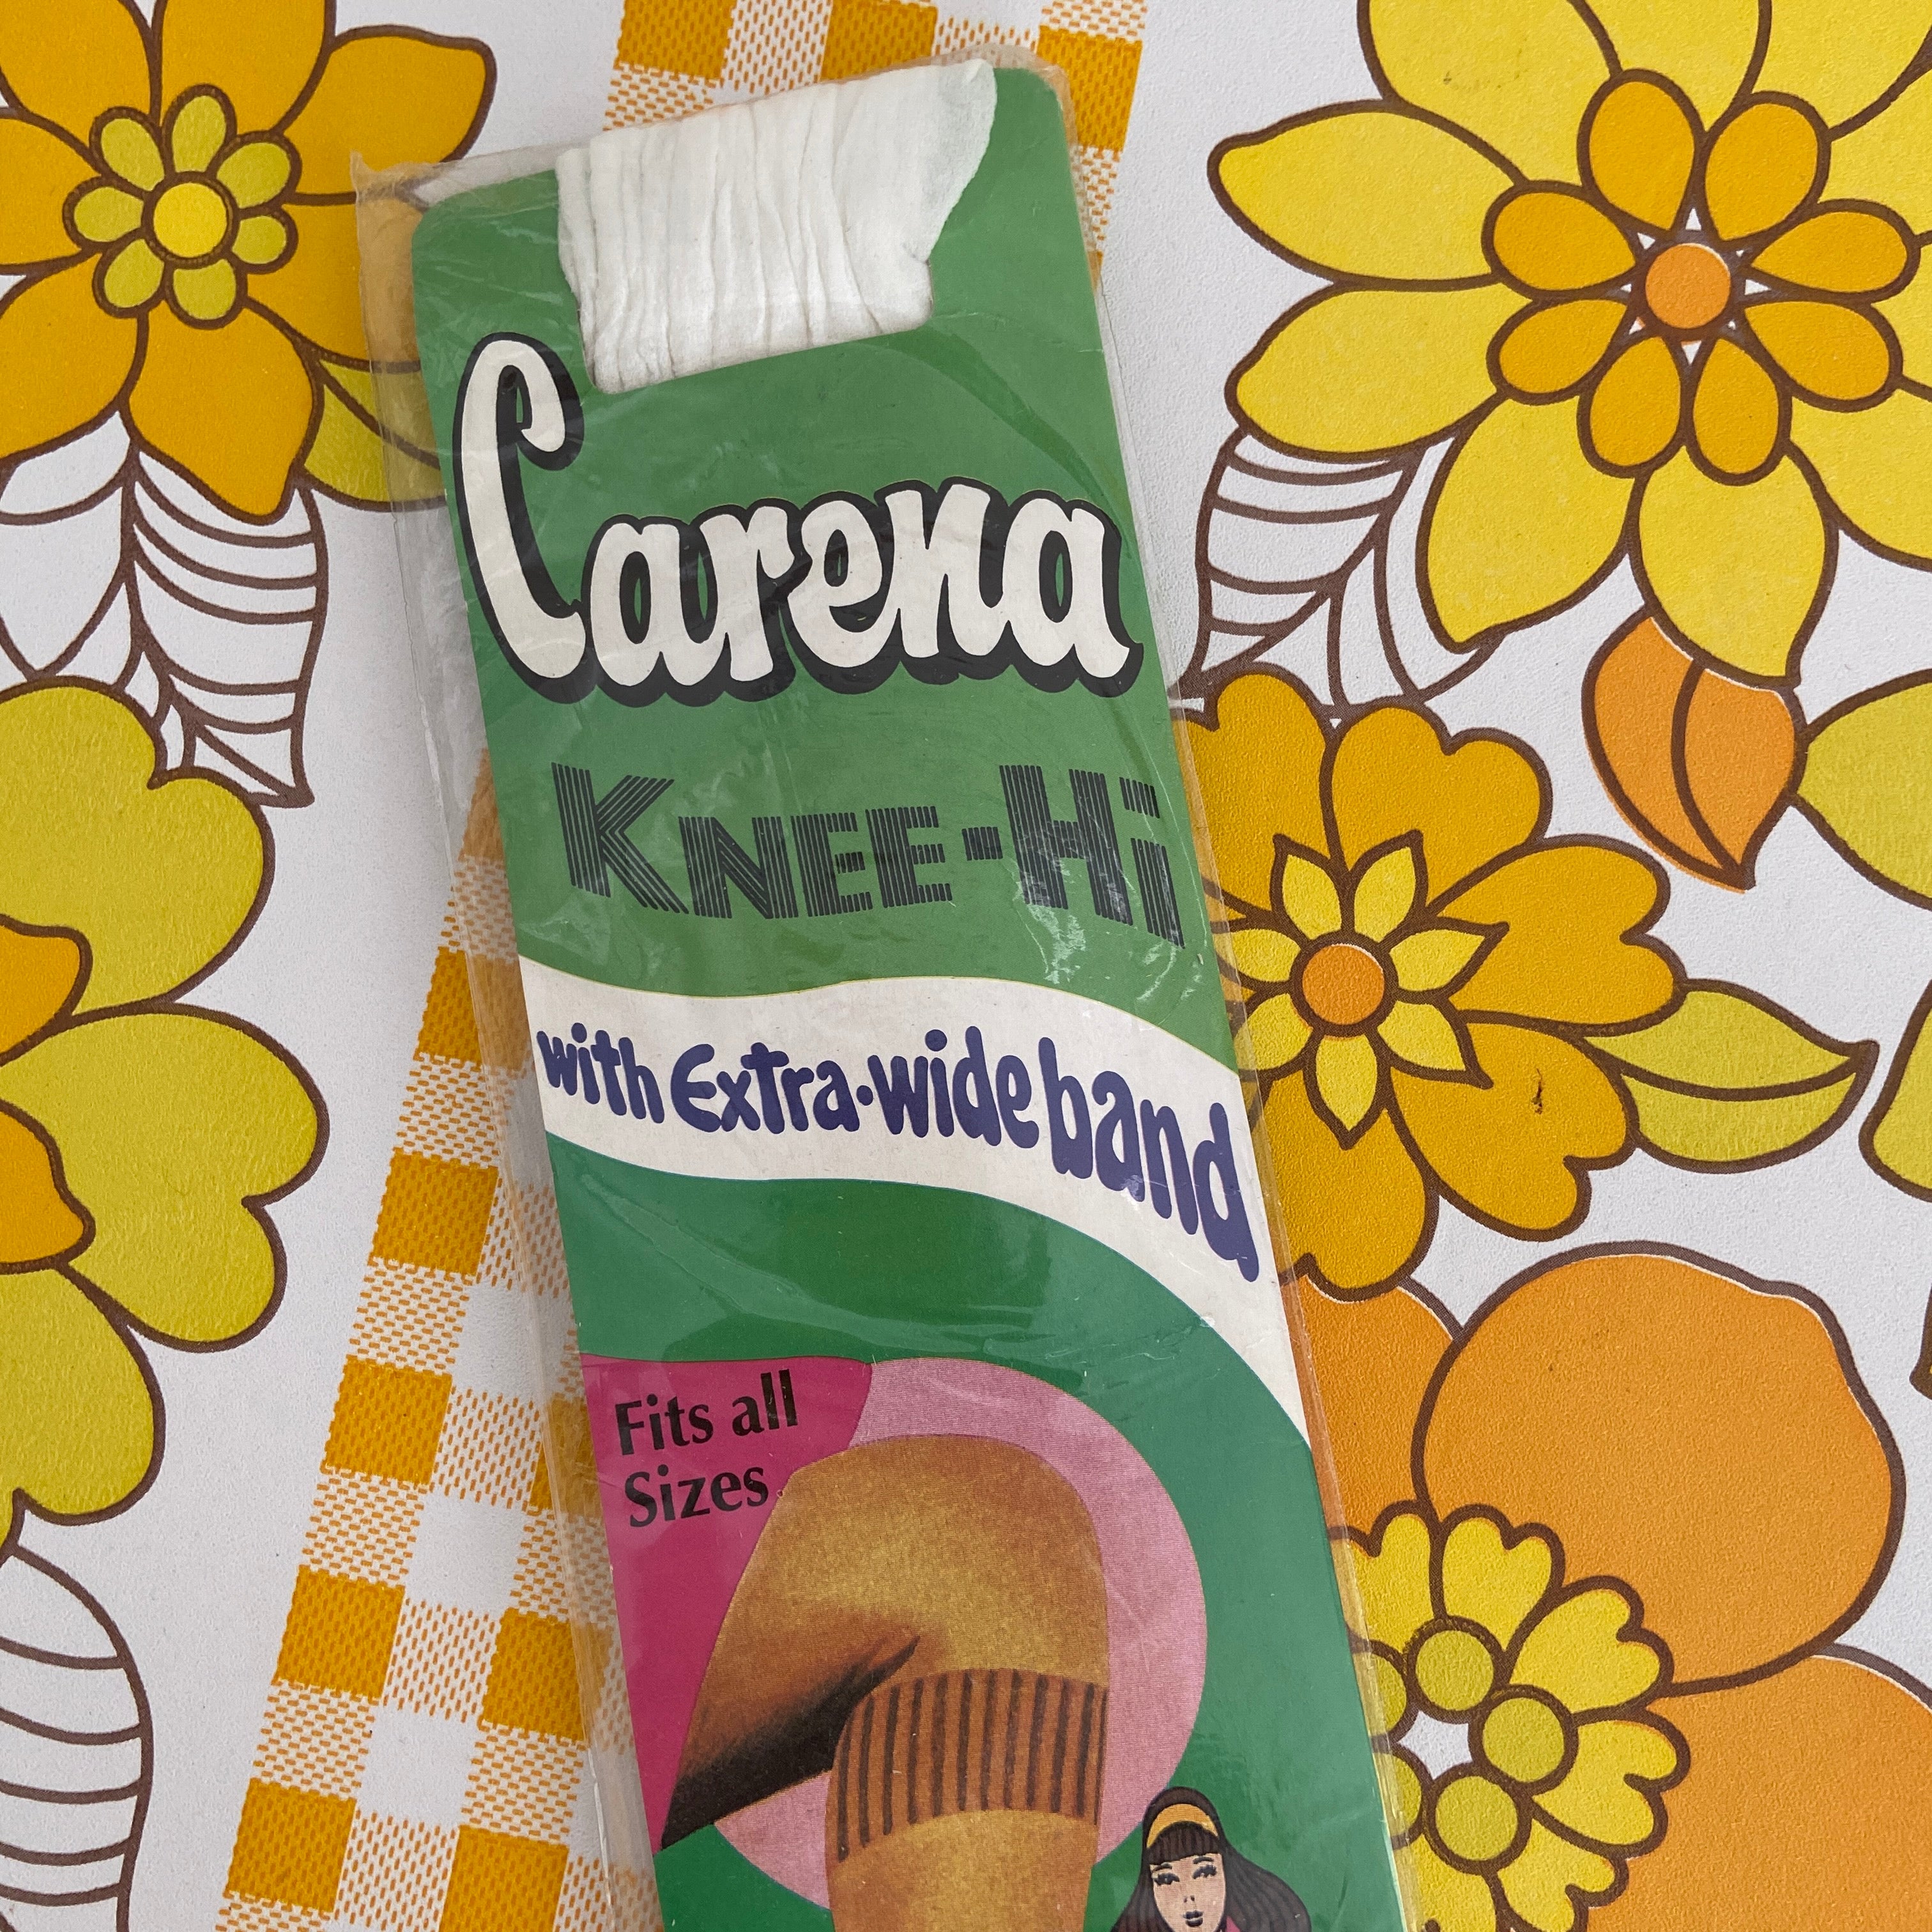 Carena
KNEE-Hi
with Extra-wide band
Fits all
Sizes